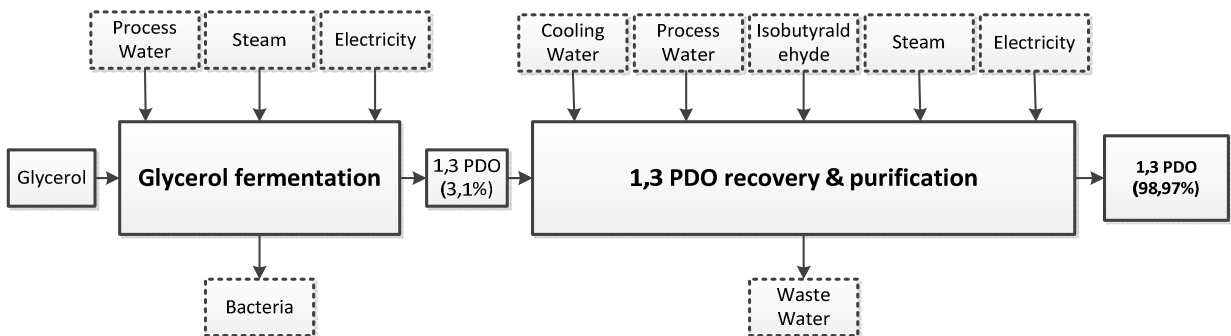 Process
Water
Steam
Electricity
Cooling
Water
Process
Water
Isobutyrald
ehyde
Steam
Electricity
Glycerol
Glycerol fermentation
1,3 PDO
(3,1%)
1,3 PDO recovery & purification
1,3 PDO
(98,97%)
Bacteria
Waste
Water